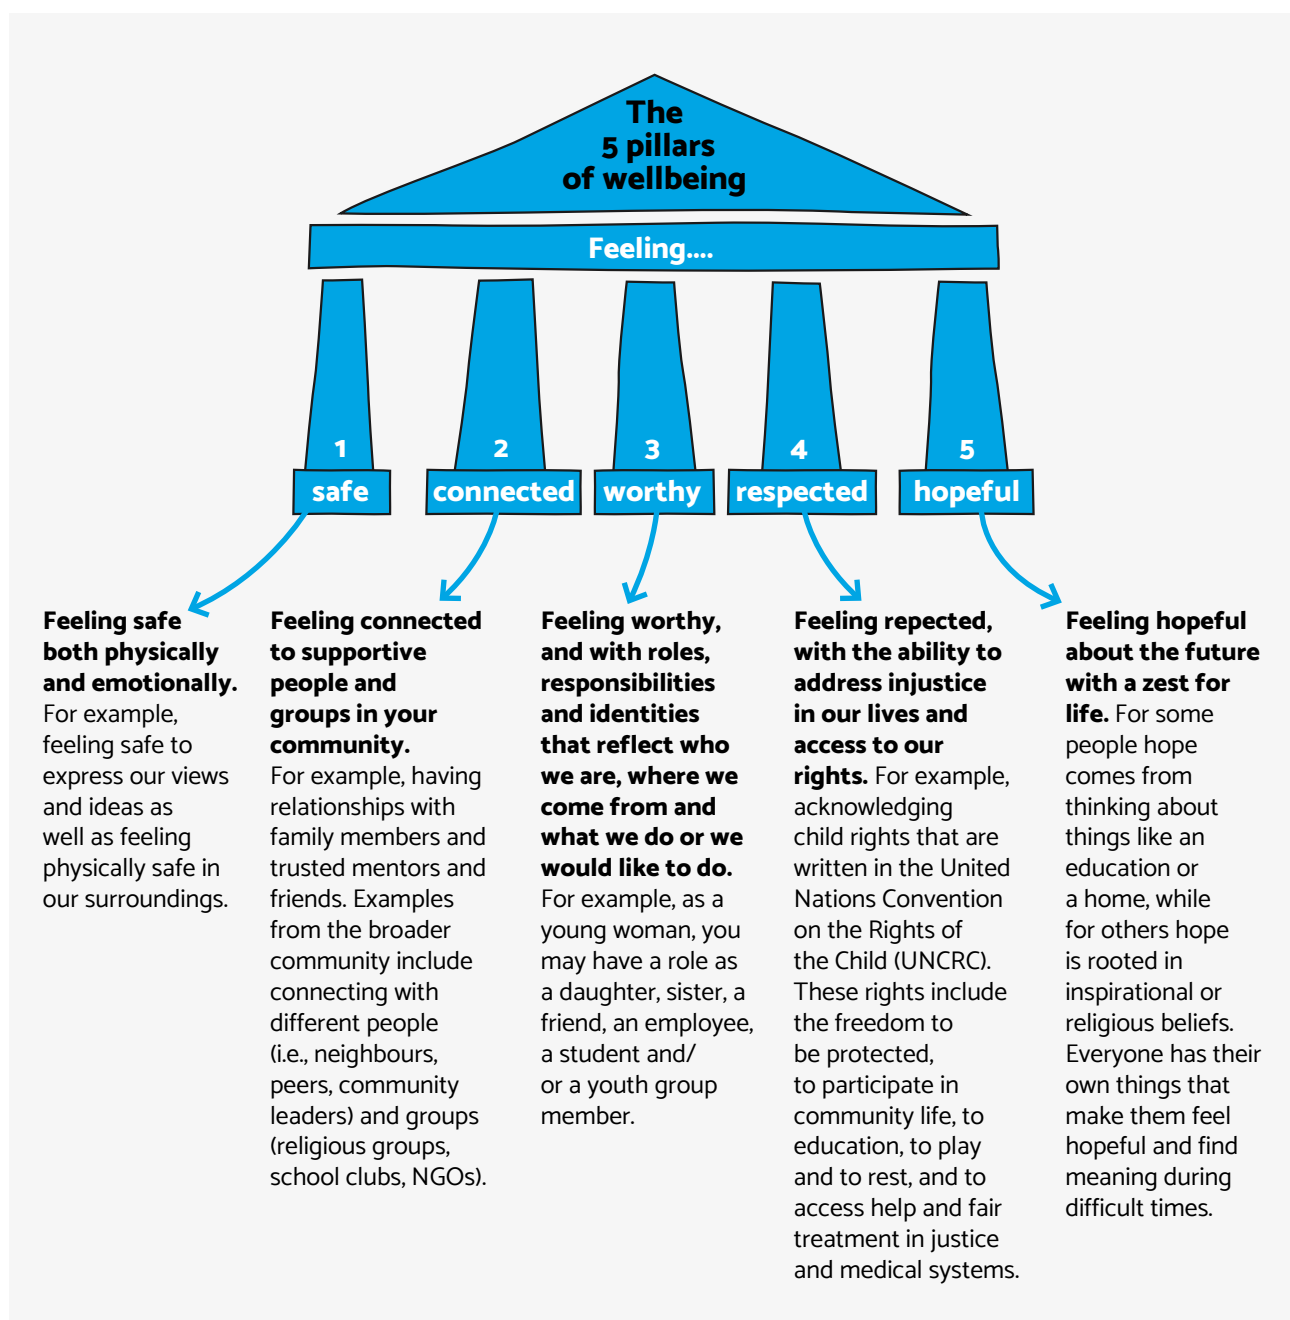 The
5 pillars
of wellbeing
Feeling....
1
safe
2
connected
3
worthy
4
respected
5
hopeful
Feeling safe
both physically
and emotionally.
For example,
feeling safe to
express our views
and ideas as
well as feeling
physically safe in
our surroundings.
Feeling connected
to supportive
people and
groups in your
community.
For example, having
relationships with
family members and
trusted mentors and
friends. Examples
from the broader
community include
connecting with
different people
(i.e., neighbours,
peers, community
leaders) and groups
(religious groups,
school clubs, NGOs).
Feeling worthy,
and with roles,
responsibilities
and identities
that reflect who
we are, where we
come from and
what we do or we
would like to do.
For example, as a
young woman, you
may have a role as
a daughter, sister, a
friend, an employee,
a student and/
or a youth group
member.
Feeling repected,
with the ability to
address injustice
in our lives and
access to our
rights. For example,
acknowledging
child rights that are
written in the United
Nations Convention
on the Rights of
the Child (UNCRC).
These rights include
the freedom to
be protected,
to participate in
community life, to
education, to play
and to rest, and to
access help and fair
treatment in justice
and medical systems.
Feeling hopeful
about the future
with a zest for
life. For some
people hope
comes from
thinking about
things like an
education or
a home, while
for others hope
is rooted in
inspirational or
religious beliefs.
Everyone has their
own things that
make them feel
hopeful and find
meaning during
difficult times.